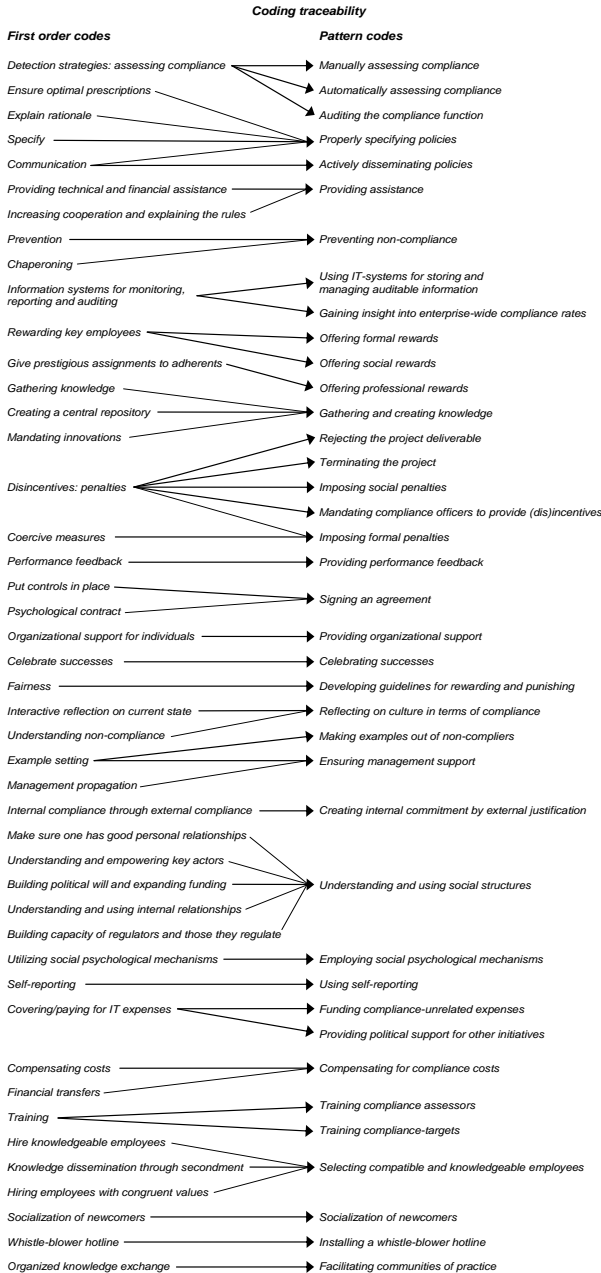 Coding traceability
First order codes Pattern codes
Detection strategies: assessing compliance Manually assessing compliance
Ensure optimal prescriptions Automatically assessing compliance
Explain rationale Auditing the compliance function
Specify Properly specifying policies
Communication Actively disseminating policies
Providing technical and financial assistance Providing assistance
Increasing cooperation and explaining the rules
Prevention Preventing non-compliance
Chaperoning
Using IT-systems for storing and
Information systems for monitoring, managing auditable information
reporting and auditing
Gaining insight into enterprise-wide compliance rates
Rewarding key employees Offering formal rewards
Offering social rewards
Give prestigious assignments to adherents
Offering professional rewards
Gathering knowledge
Creating a central repository Gathering and creating knowledge
Mandating innovations Rejecting the project deliverable
Terminating the project
Disincentives: penalties Imposing social penalties
Mandating compliance officers to provide (dis)incentives
Coercive measures Imposing formal penalties
Performance feedback Providing performance feedback
Put controls in place
Signing an agreement
Psychological contract
Organizational support for individuals Providing organizational support
Celebrate successes Celebrating successes
Fairness Developing guidelines for rewarding and punishing
Interactive reflection on current state Reflecting on culture in terms of compliance
Understanding non-compliance Making examples out of non-compliers
Example setting Ensuring management support
Management propagation
Internal compliance through external compliance Creating internal commitment by external justification
Make sure one has good personal relationships
Understanding and empowering key actors
Building political will and expanding funding Understanding and using social structures
Understanding and using internal relationships
Building capacity of regulators and those they regulate
Utilizing social psychological mechanisms Employing social psychological mechanisms
Self-reporting Using self-reporting
Covering/paying for IT expenses Funding compliance-unrelated expenses
Providing political support for other initiatives
Compensating costs Compensating for compliance costs
Financial transfers
Training compliance assessors
Training
Training compliance-targets
Hire knowledgeable employees
Knowledge dissemination through secondment Selecting compatible and knowledgeable employees
Hiring employees with congruent values
Socialization of newcomers Socialization of newcomers
Whistle-blower hotline Installing a whistle-blower hotline
Organized knowledge exchange Facilitating communities of practice